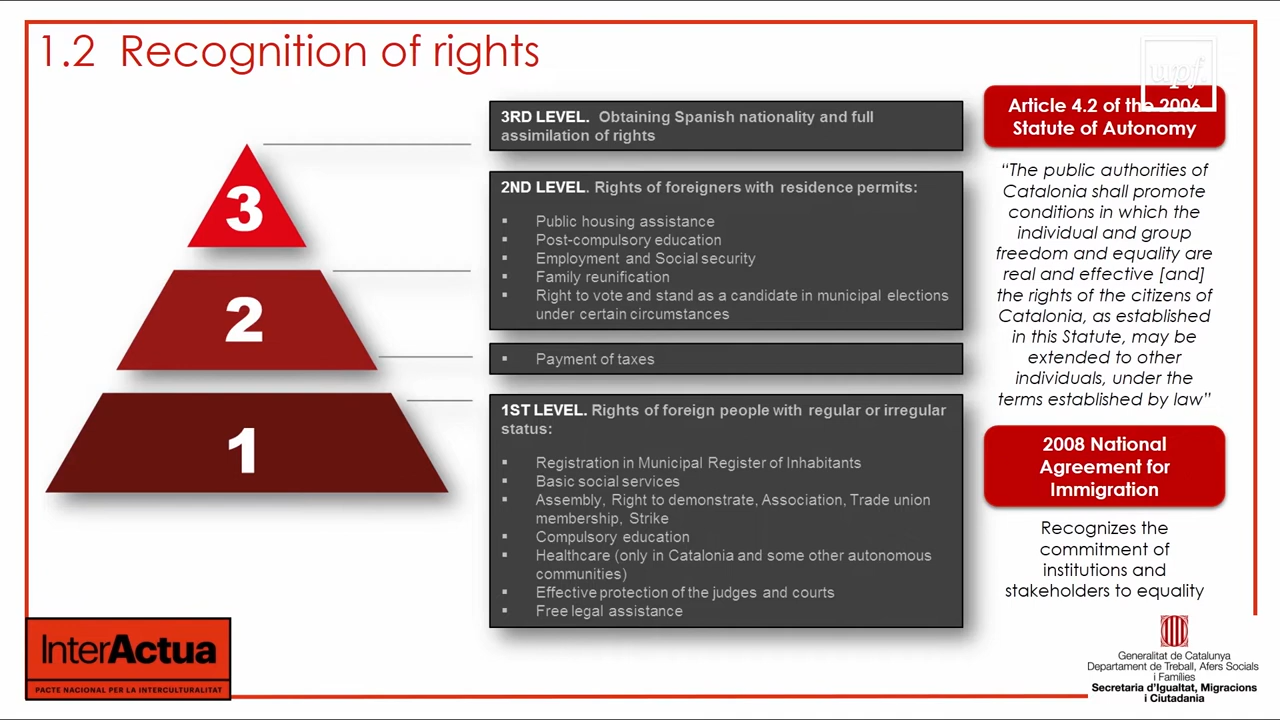 1.2 Recognition of rights
upf.
3
2
1
3RD LEVEL. Obtaining Spanish nationality and full
assimilation of rights
2ND LEVEL. Rights of foreigners with residence permits:
▪ Public housing assistance
▪ Post-compulsory education
▪ Employment and Social security
▪ Family reunification
▪ Right to vote and stand as a candidate in municipal elections
under certain circumstances
▪ Payment of taxes
1ST LEVEL. Rights of foreign people with regular or irregular
status:
▪ Registration in Municipal Register of Inhabitants
▪ Basic social services
▪ Assembly, Right to demonstrate, Association, Trade union
membership, Strike
▪ Compulsory education
▪ Healthcare (only in Catalonia and some other autonomous
communities)
▪ Effective protection of the judges and courts
▪ Free legal assistance
Article 4.2 of the 2006
Statute of Autonomy
“The public authorities of
Catalonia shall promote
conditions in which the
individual and group
freedom and equality are
real and effective [and]
the rights of the citizens of
Catalonia, as established
in this Statute, may be
extended to other
individuals, under the
terms established by law”
2008 National
Agreement for
Immigration
Recognizes the
commitment of
institutions and
stakeholders to equality
InterActua
PACTE NACIONAL PER LA INTERCULTURALITAT
Generalitat de Catalunya
Departament de Treball, Afers Socials
i Famílies
Secretaria d'Igualtat, Migracions
i Ciutadania